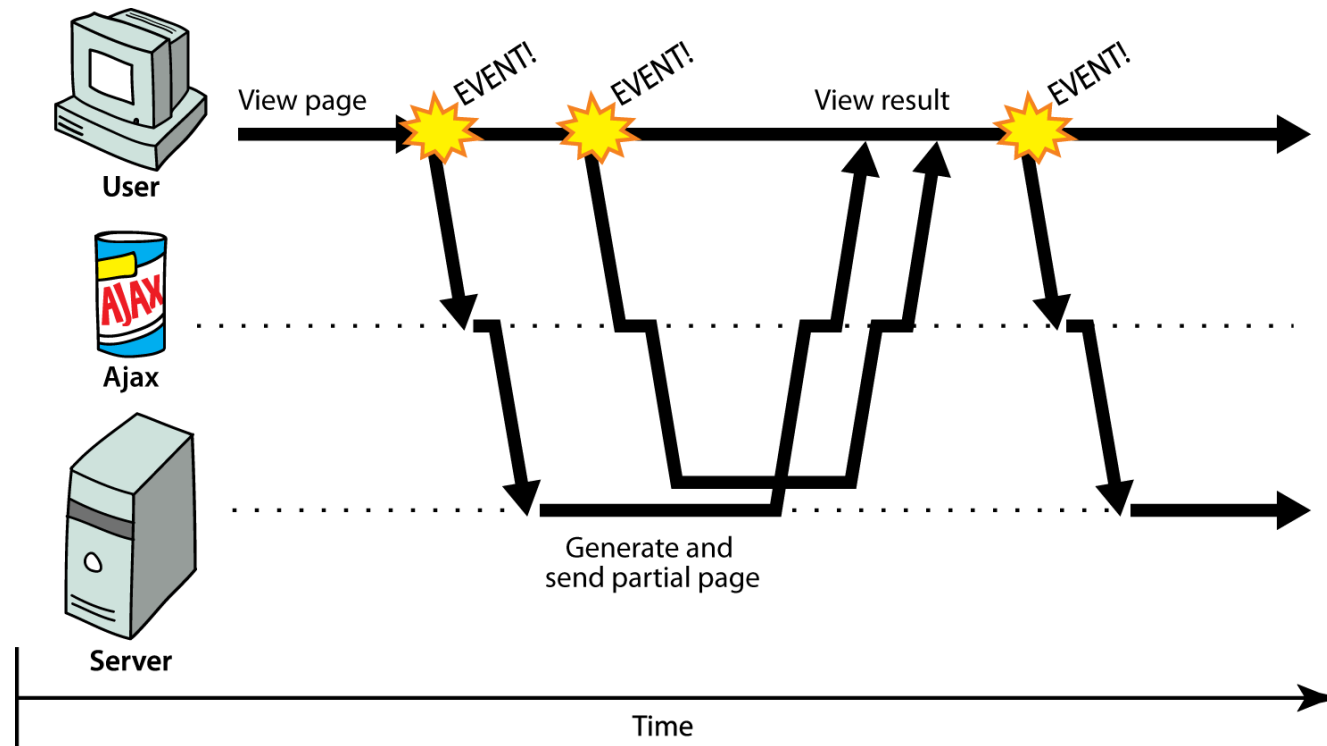 EVENT!
EVENT!
EVENT!
View page
View result
User
AJAX
Ajax
Generate and
send partial page
Server
Time